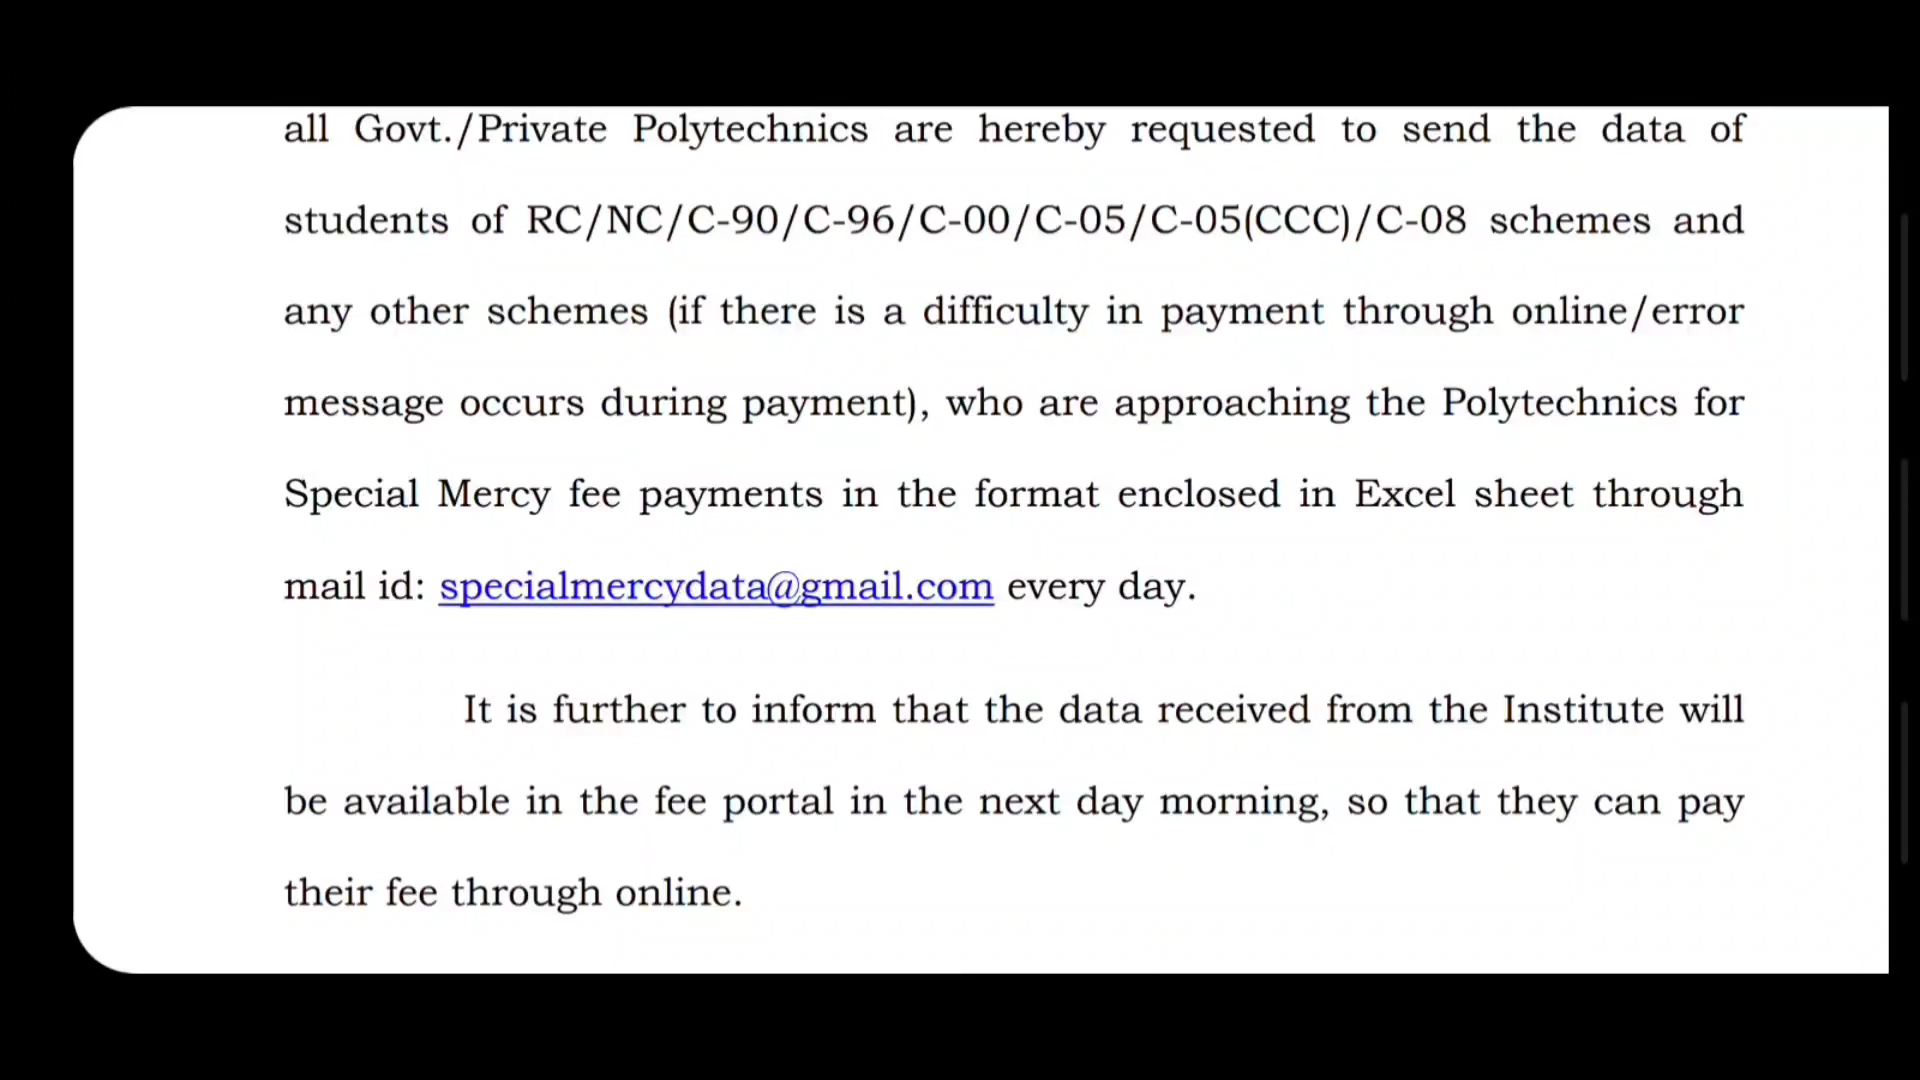 all Govt./Private Polytechnics are hereby requested to send the data of
students of RC/NC/C-90/C-96/C-00/C-05/C-05(CCC)/C-08 schemes and
any other schemes (if there is a difficulty in payment through online/error
message occurs during payment), who are approaching the Polytechnics for
Special Mercy fee payments in the format enclosed in Excel sheet through
mail id: specialmercydata@gmail.com every day.
It is further to inform that the data received from the Institute will
be available in the fee portal in the next day morning, so that they can pay
their fee through online.